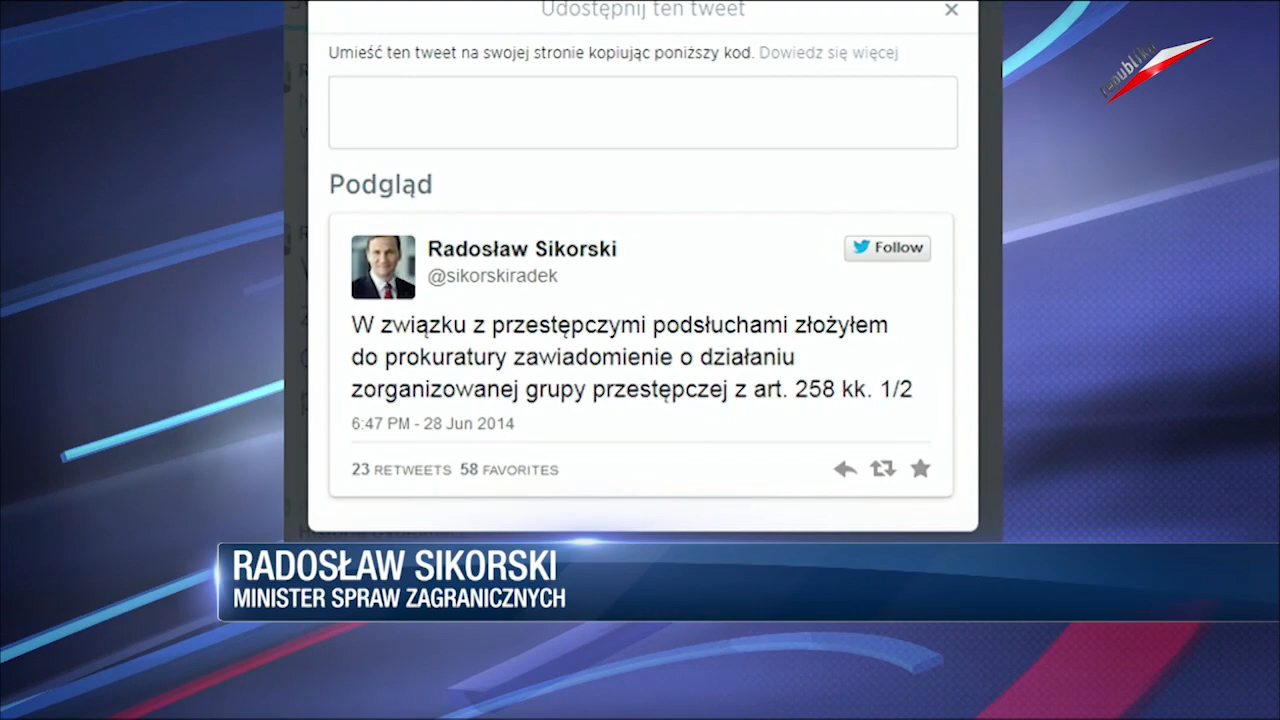 Udostępnij ten tweet
×
Umieść ten tweet na swojej stronie kopiując poniższy kod. Dowiedz się więcej
republika
Podgląd
Radosław Sikorski
@sikorskiradek
Follow
W związku z przestępczymi podsłuchami złożyłem
do prokuratury zawiadomienie o działaniu
zorganizowanej grupy przestępczej z art. 258 kk. 1/2
6:47 PM - 28 Jun 2014
23 RETWEETS 58 FAVORITES
RADOSŁAW SIKORSKI
MINISTER SPRAW ZAGRANICZNYCH